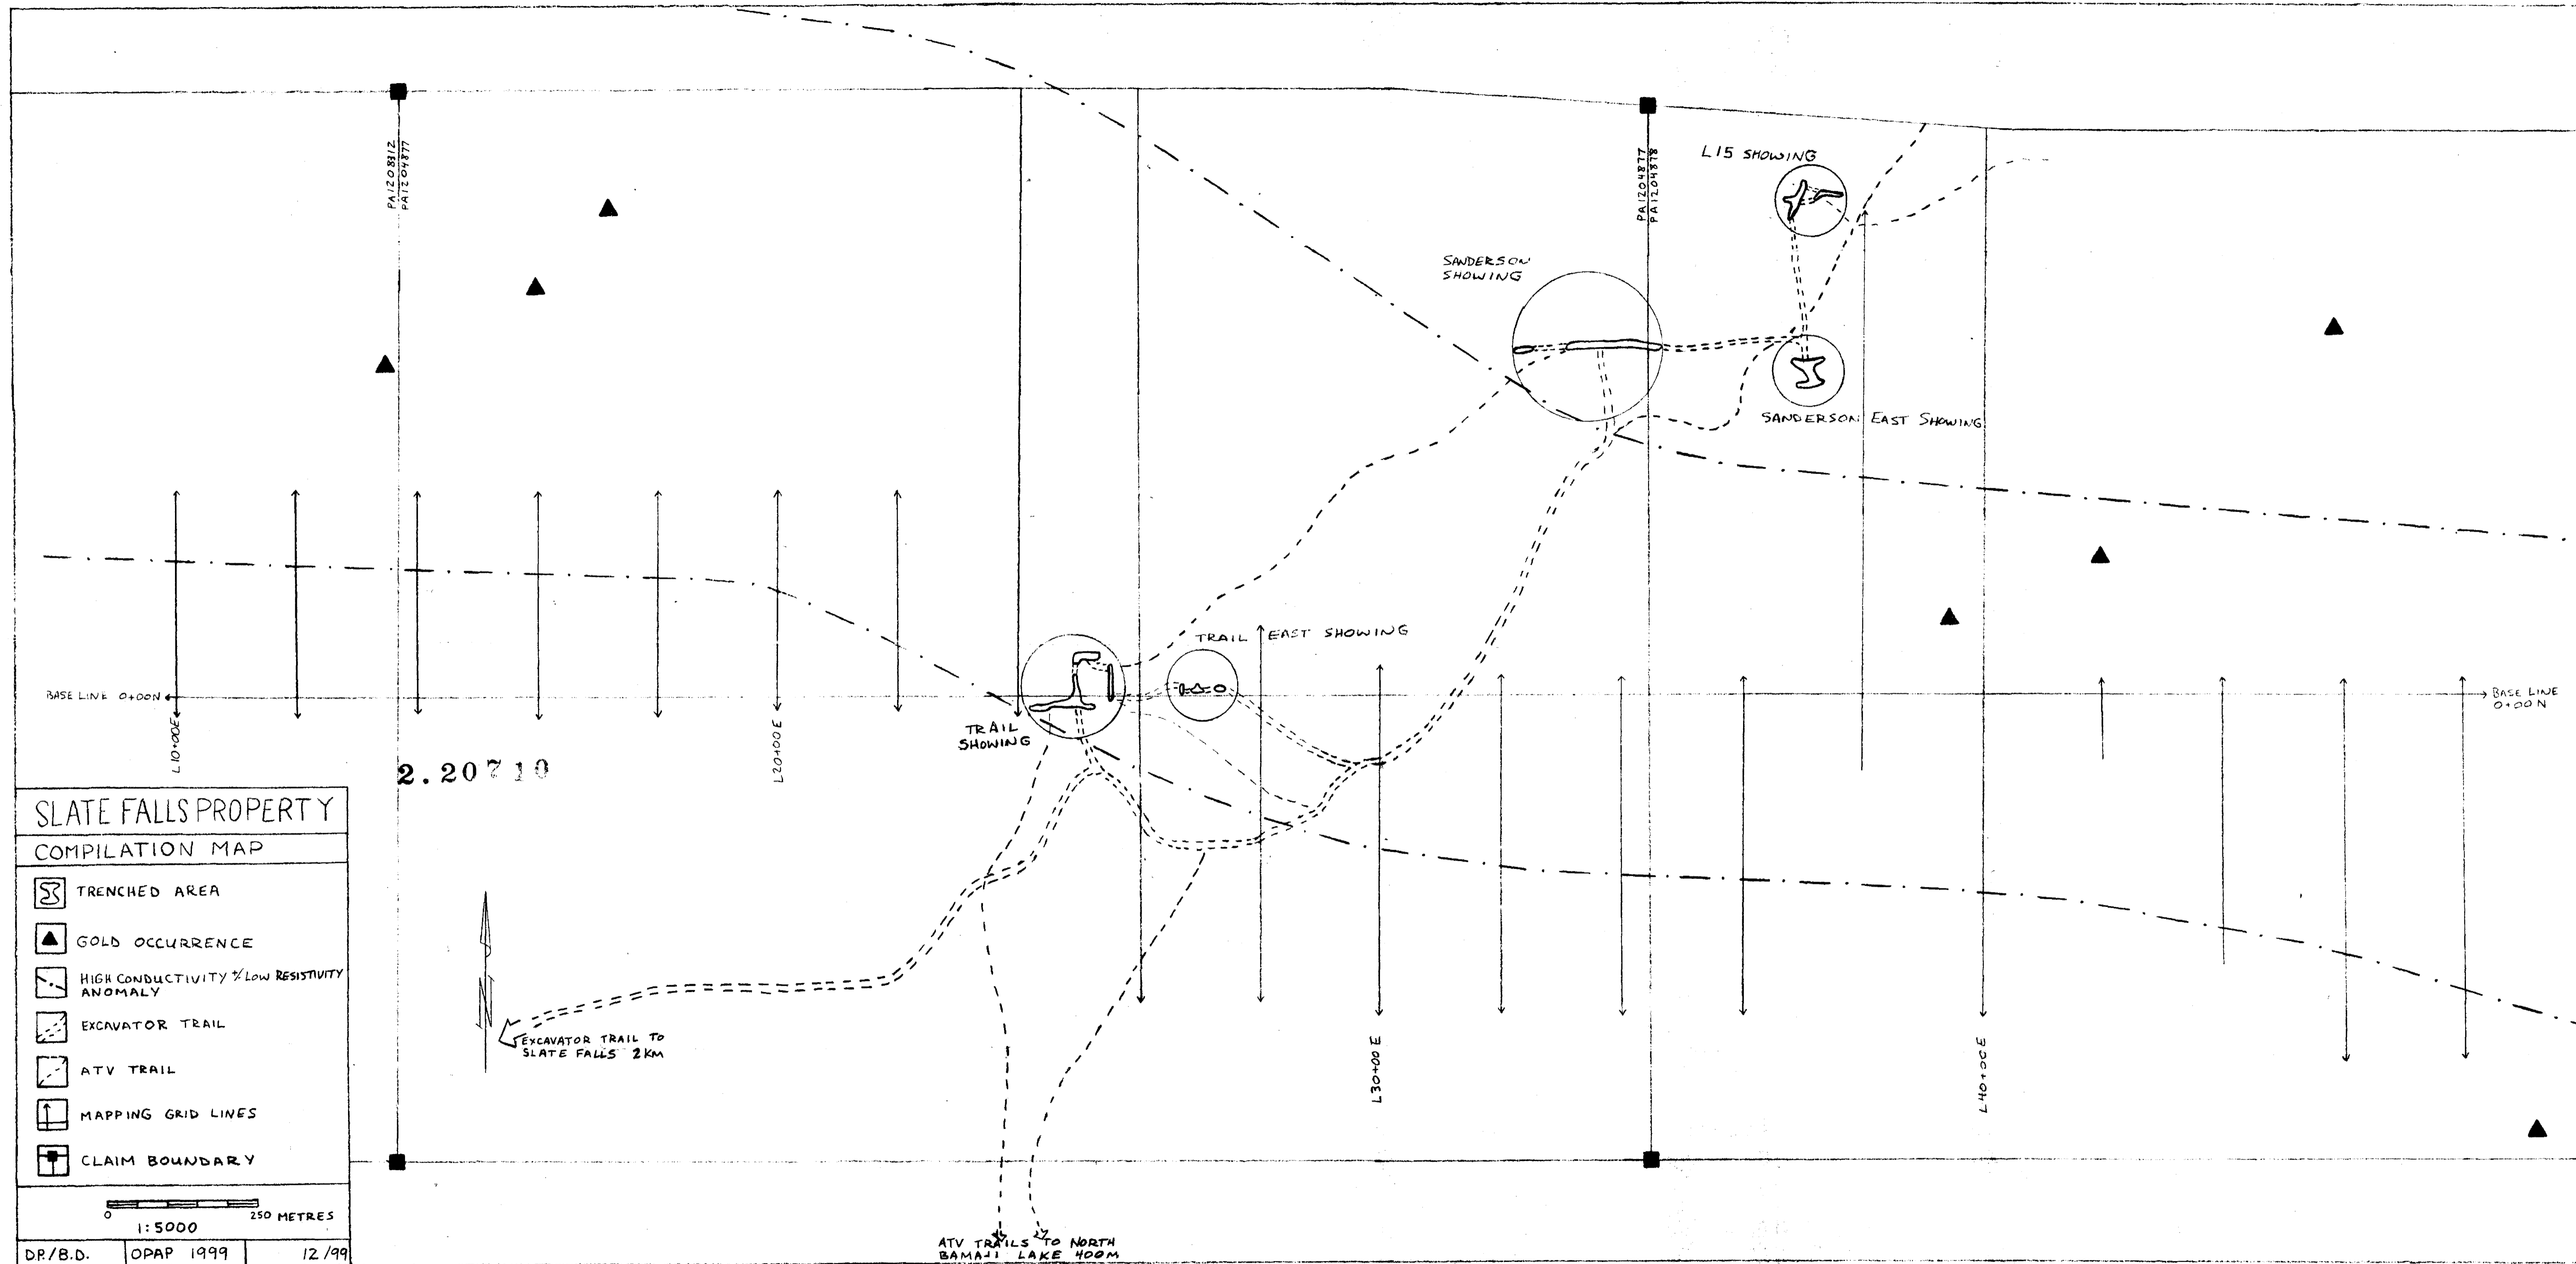 PA1208312
PA1204877
PA1204877
PA1204878
L15 SHOWING
SANDERSON
SHOWING
SANDERSON EAST SHOWING
TRAIL EAST SHOWING
BASE LINE 0+00N
BASE LINE
0+00N
TRAIL
SHOWING
L10+00E
L20+00E
2.20710
SLATE FALLS PROPERTY
COMPILATION MAP
TRENCHED AREA
GOLD OCCURRENCE
HIGH CONDUCTIVITY +/- LOW RESISTIVITY
ANOMALY
EXCAVATOR TRAIL
ATV TRAIL
MAPPING GRID LINES
CLAIM BOUNDARY
0 250 METRES
1:5000
D.P./B.D. OPAP 1999 12/99
N
EXCAVATOR TRAIL TO
SLATE FALLS 2KM
L30+00E
L40+00E
ATV TRAILS TO NORTH
BAMAJI LAKE 400M